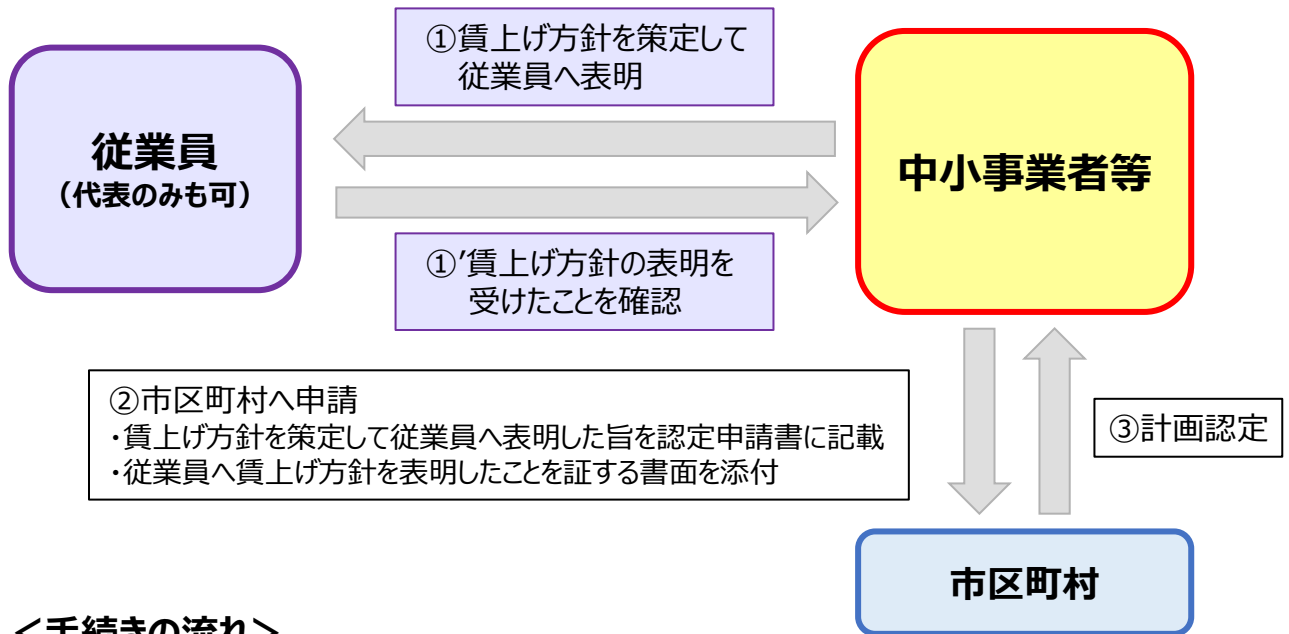 ①賃上げ方針を策定して
従業員へ表明
従業員
（代表のみも可）
中小事業者等
①’賃上げ方針の表明を
受けたことを確認
②市区町村へ申請
・賃上げ方針を策定して従業員へ表明した旨を認定申請書に記載
・従業員へ賃上げ方針を表明したことを証する書面を添付
③計画認定
市区町村
＜手続きの流れ＞